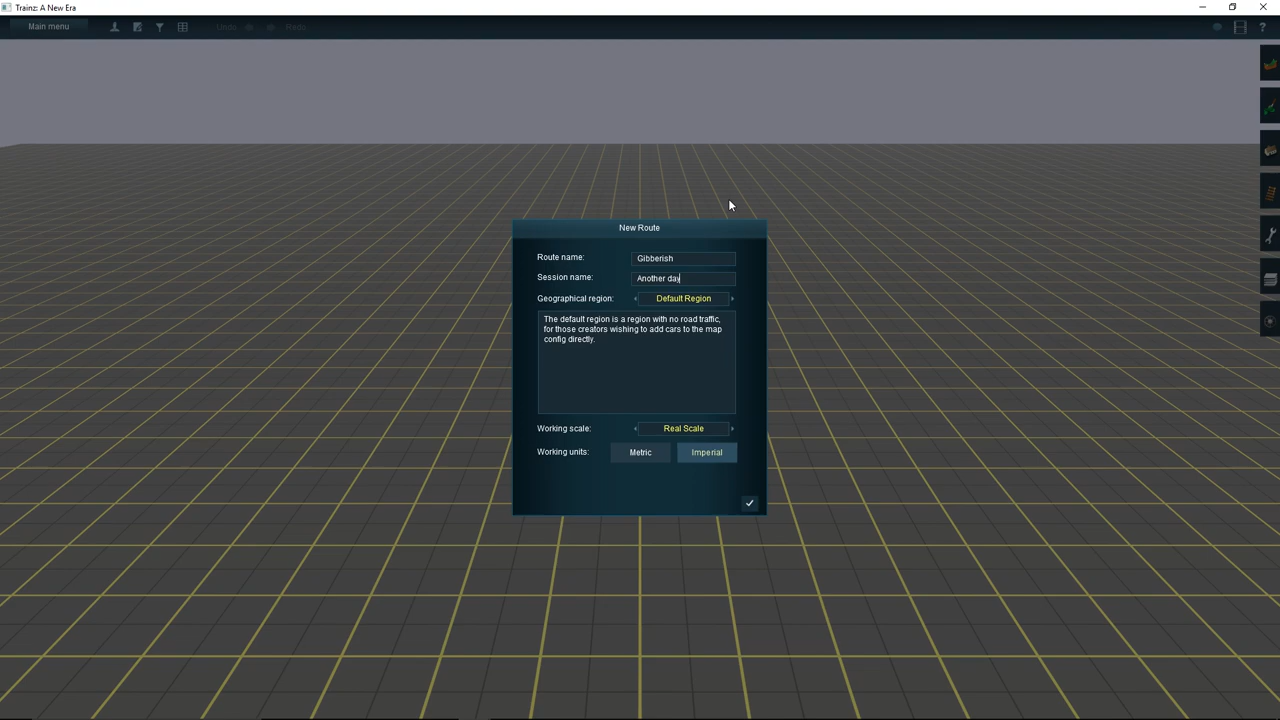 Trainz: A New Era
Main menu
Undo
Redo
?
New Route
Route name:
Gibberish
Session name:
Another day
Geographical region:
Default Region
The default region is a region with no road traffic,
for those creators wishing to add cars to the map
config directly.
Working scale:
Real Scale
Working units:
Metric
Imperial